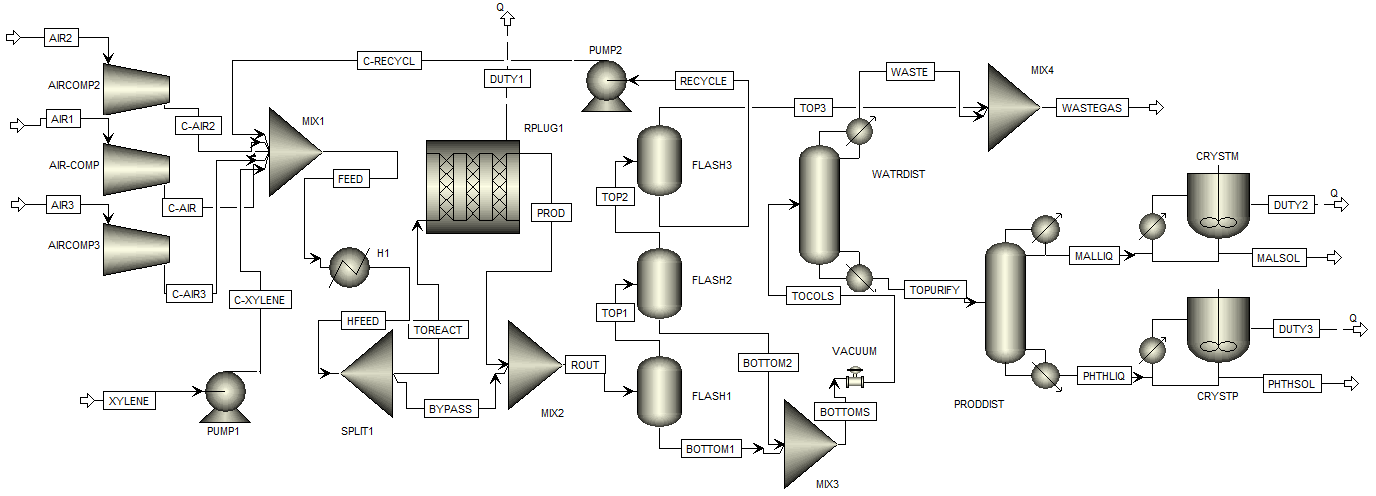 Q
AIR2
C-RECYCL
PUMP2
DUTY1
RECYCLE
WASTE
MIX4
AIRCOMP2
TOP3
WASTEGAS
AIR1
C-AIR2
MIX1
RPLUG1
AIR-COMP
FLASH3
WATRDIST
CRYSTM
FEED
TOP2
Q
AIR3
C-AIR
PROD
DUTY2
AIRCOMP3
H1
MALLIQ
MALSOL
FLASH2
C-AIR3
C-XYLENE
TOCOLS
TOPURIFY
CRYSTP
TOP1
HFEED
TOREACT
Q
DUTY3
VACUUM
BOTTOM2
ROUT
PHTHLIQ
PHTHSOL
FLASH1
XYLENE
BYPASS
MIX2
BOTTOMS
PRODDIST
CRYSTP
PUMP1
SPLIT1
BOTTOM1
MIX3